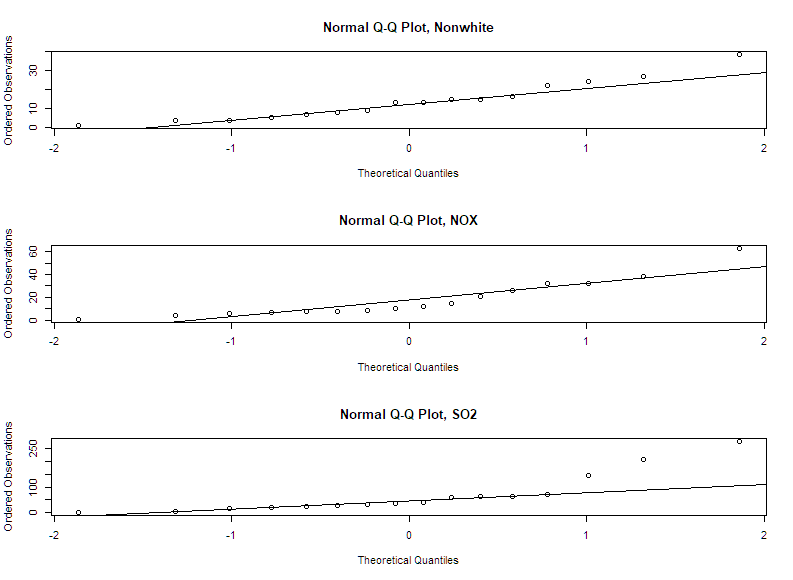 Normal Q-Q Plot, Nonwhite
Ordered Observations
30
10
0
-2 -1 0 1 2
Theoretical Quantiles
Normal Q-Q Plot, NOX
Ordered Observations
60
40
20
0
-2 -1 0 1 2
Theoretical Quantiles
Normal Q-Q Plot, SO2
Ordered Observations
250
100
0
-2 -1 0 1 2
Theoretical Quantiles